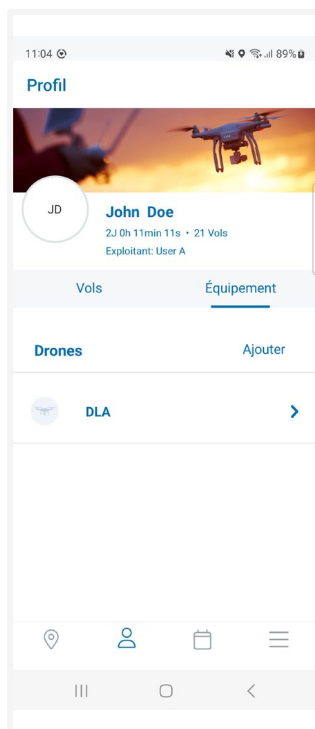 11:04 89%
Profil
JD
John Doe
2J 0h 11min 11s • 21 Vols
Exploitant: User A
Vols Équipement
Drones Ajouter
DLA